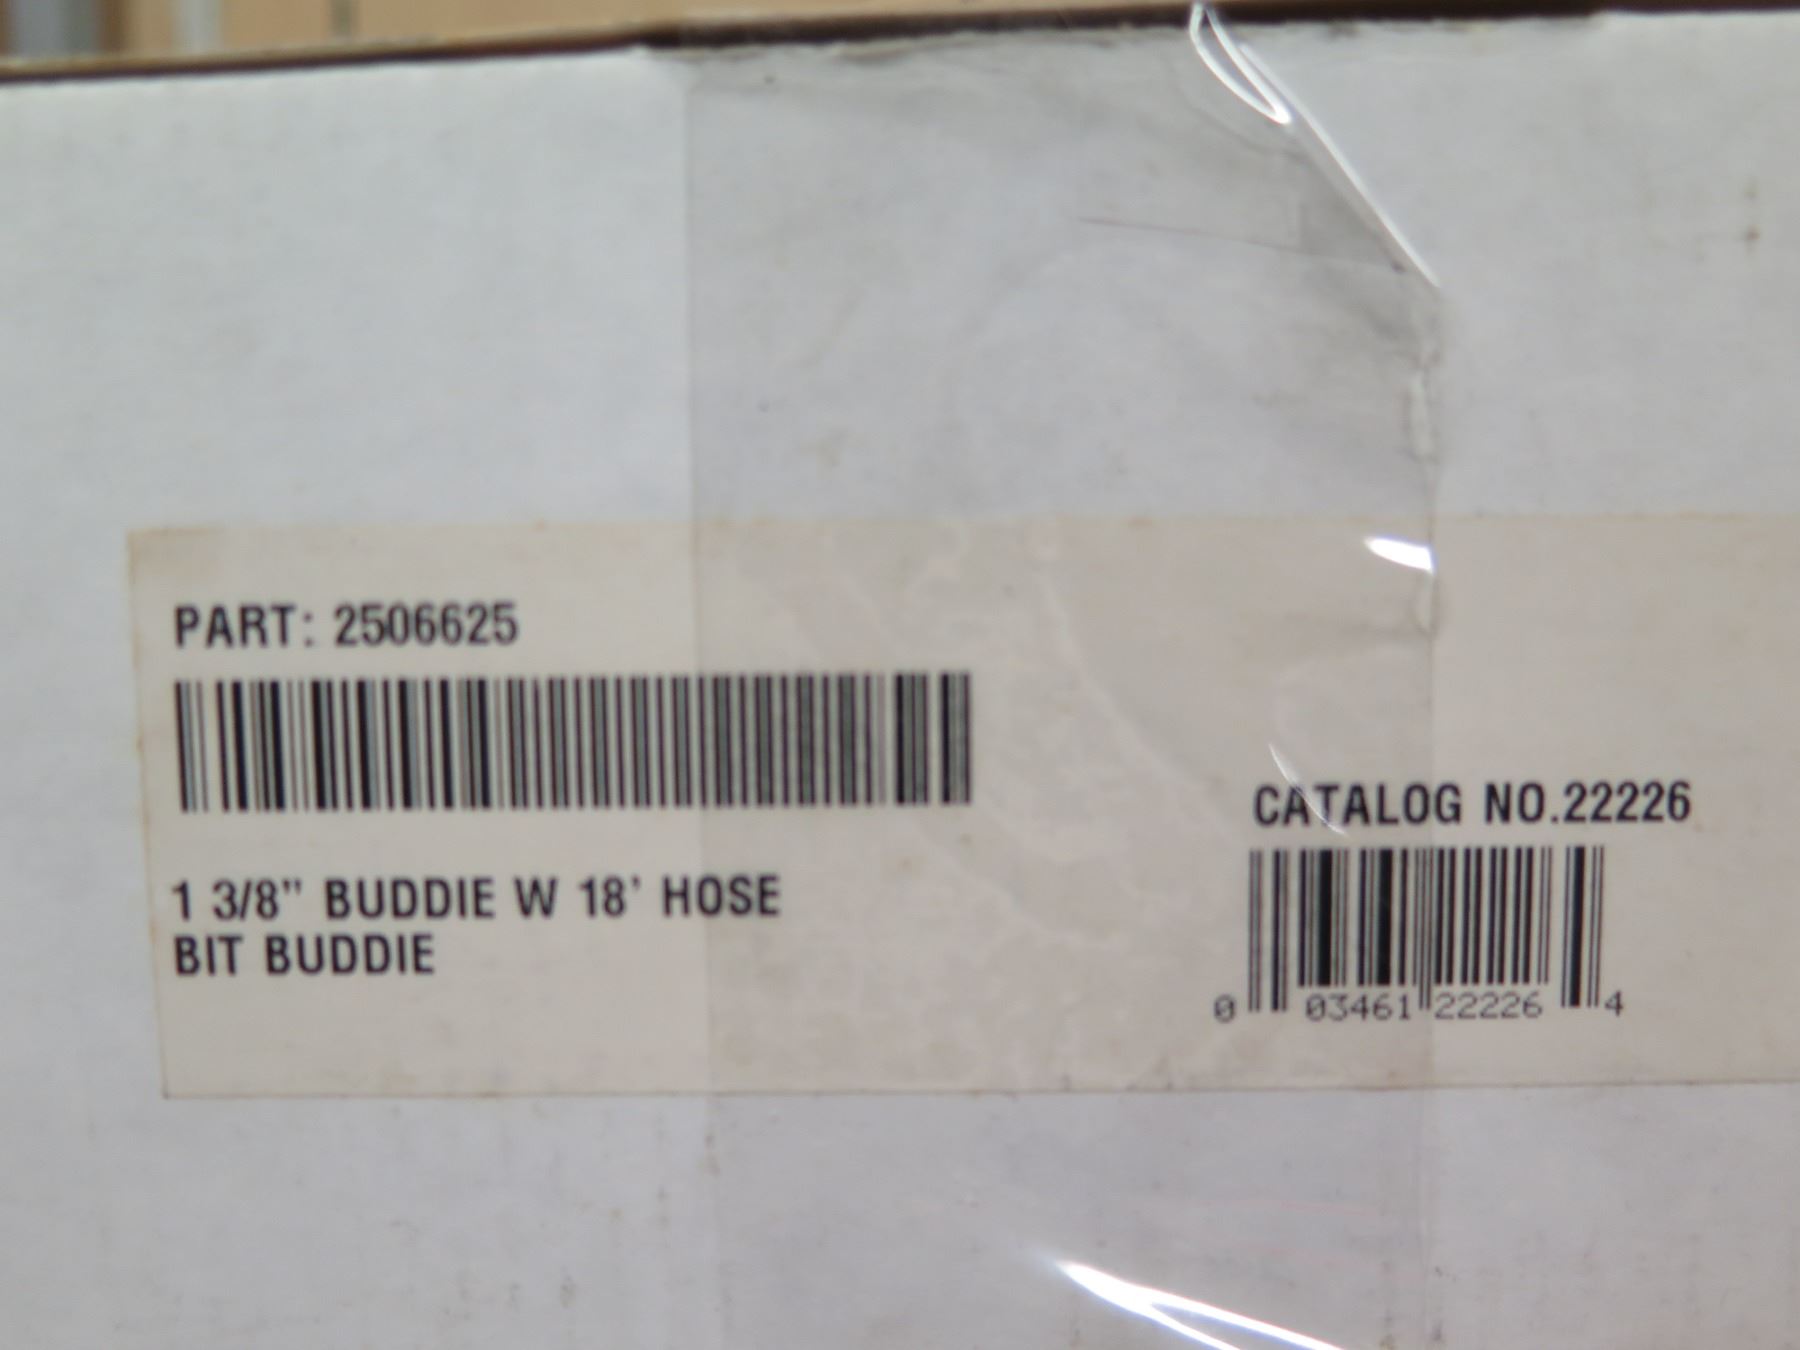 PART: 2506625
1 3/8" BUDDIE W 18' HOSE
BIT BUDDIE
CATALOG NO.22226
0 03461 22226 4